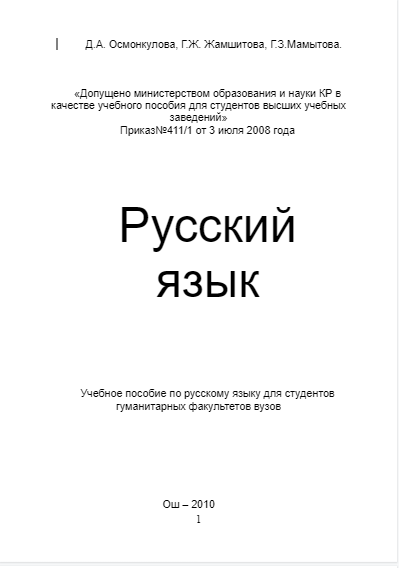 Д.А. Осмонкулова, Г.Ж. Жамшитова, Г.З.Мамытова.
«Допущено министерством образования и науки КР в
качестве учебного пособия для студентов высших учебных
заведений»
Приказ№411/1 от 3 июля 2008 года
Русский
язык
Учебное пособие по русскому языку для студентов
гуманитарных факультетов вузов
Ош – 2010
1